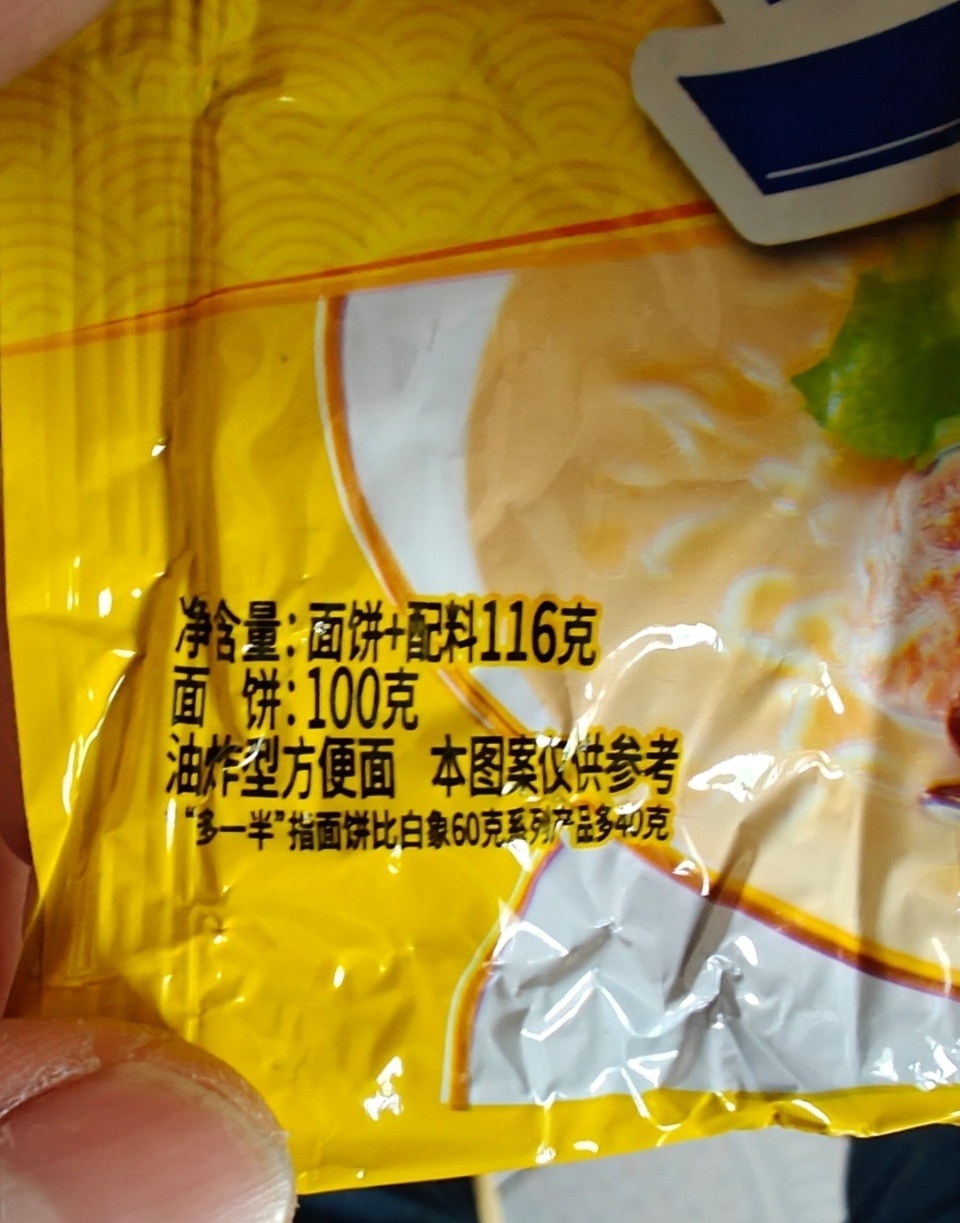 净含量：面饼+配料116克
面 饼：100克
油炸型方便面 本图案仅供参考
“多一半”指面饼比白象60克系列产品多40克